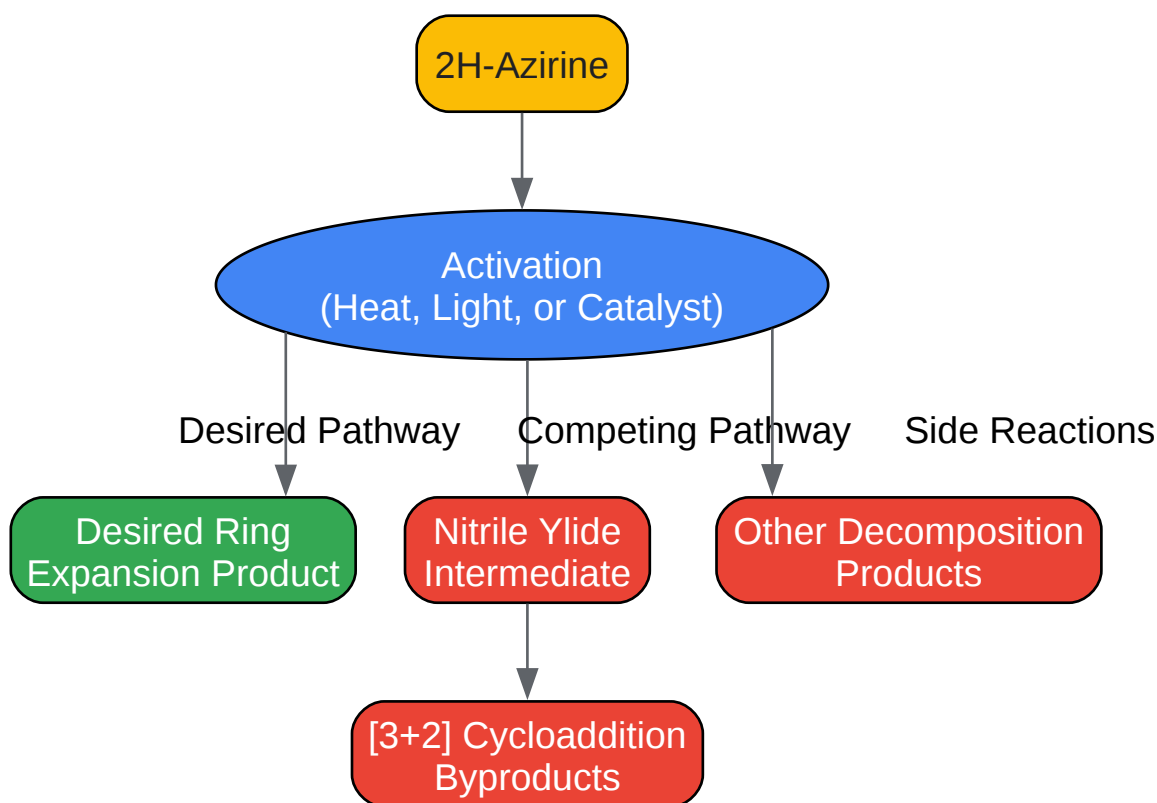 2H-Azirine
Activation
(Heat, Light, or Catalyst)
Desired Pathway
Competing Pathway
Side Reactions
Desired Ring
Expansion Product
Nitrile Ylide
Intermediate
Other Decomposition
Products
[3+2] Cycloaddition
Byproducts